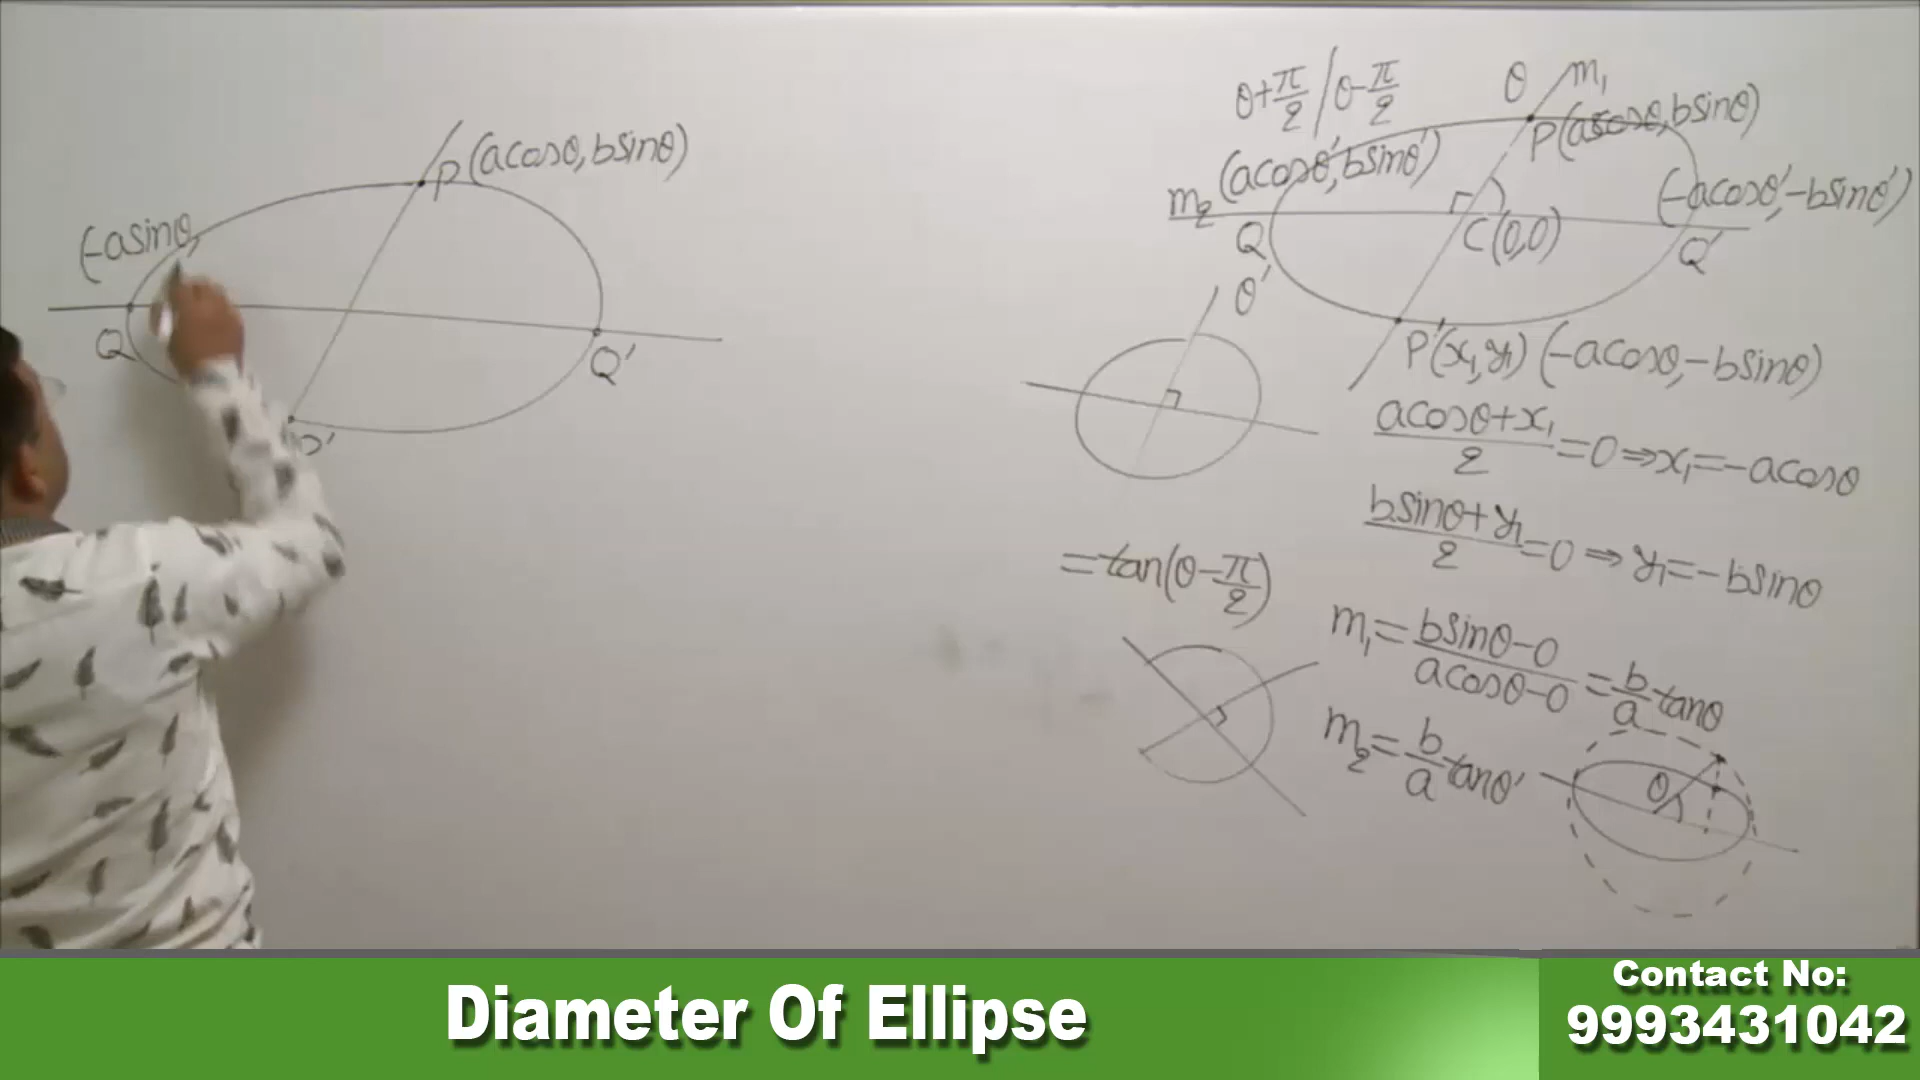 P(acosθ, bsinθ)
(-asinθ,
Q
Q'
P'
θ+π/2 / θ-π/2
θ
m₁
P(acosθ, bsinθ)
m₂
(acosθ', bsinθ')
(-acosθ', -bsinθ')
Q
C(0,0)
Q'
θ'
P'(x₁, y₁) (-acosθ, -bsinθ)
(acosθ+x₁)/2 = 0 ⇒ x₁ = -acosθ
(bsinθ+y₁)/2 = 0 ⇒ y₁ = -bsinθ
= tan(θ-π/2)
m₁ = (bsinθ-0)/(acosθ-0) = b/a tanθ
m₂ = b/a tanθ'
θ
Diameter Of Ellipse
Contact No:
9993431042